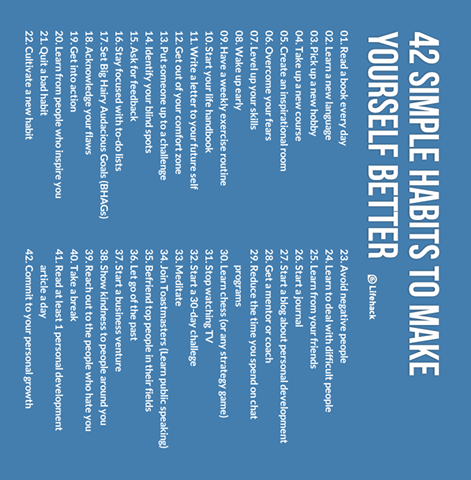 42 SIMPLE HABITS TO MAKE
YOURSELF BETTER @Lifehack
01. Read a book every day
02. Learn a new language
03. Pick up a new hobby
04. Take up a new course
05. Create an inspirational room
06. Overcome your fears
07. Level up your skills
08. Wake up early
09. Have a weekly exercise routine
10. Start your life handbook
11. Write a letter to your future self
12. Get out of your comfort zone
13. Put someone up to a challenge
14. Identify your blind spots
15. Ask for feedback
16. Stay focused with to-do lists
17. Set Big Hairy Audacious Goals (BHAGs)
18. Acknowledge your flaws
19. Get into action
20. Learn from people who inspire you
21. Quit a bad habit
22. Cultivate a new habit
23. Avoid negative people
24. Learn to deal with difficult people
25. Learn from your friends
26. Start a journal
27. Start a blog about personal development
28. Get a mentor or coach
29. Reduce the time you spend on chat
programs
30. Learn chess (or any strategy game)
31. Stop watching TV
32. Start a 30-day challege
33. Meditate
34. Join Toastmasters (Learn public speaking)
35. Befriend top people in their fields
36. Let go of the past
37. Start a business venture
38. Show kindness to people around you
39. Reach out to the people who hate you
40. Take a break
41. Read at least 1 personal development
article a day
42. Commit to your personal growth